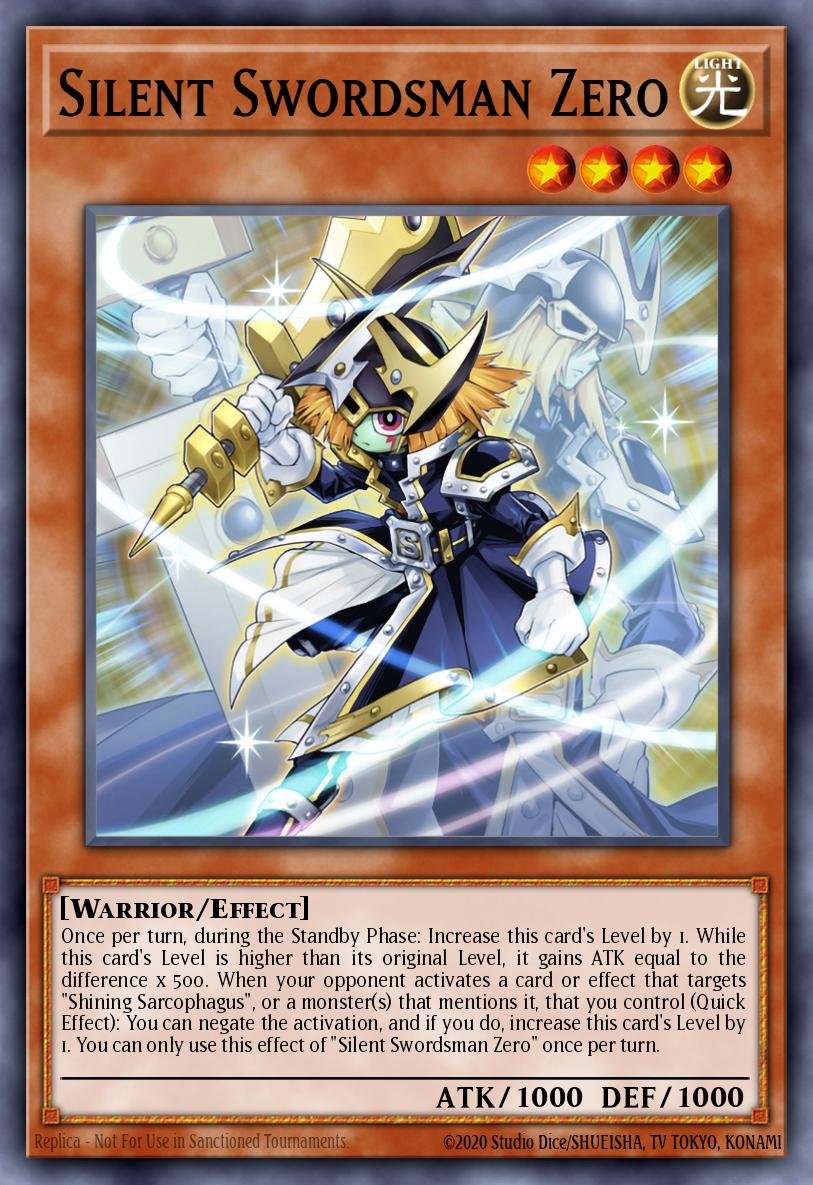 Silent Swordsman Zero
LIGHT
光
S
[Warrior/Effect]
Once per turn, during the Standby Phase: Increase this card's Level by 1. While
this card's Level is higher than its original Level, it gains ATK equal to the
difference x 500. When your opponent activates a card or effect that targets
"Shining Sarcophagus", or a monster(s) that mentions it, that you control (Quick
Effect): You can negate the activation, and if you do, increase this card's Level by
1. You can only use this effect of "Silent Swordsman Zero" once per turn.
ATK/1000 DEF/1000
Replica - Not For Use in Sanctioned Tournaments.
©2020 Studio Dice/SHUEISHA, TV TOKYO, KONAMI